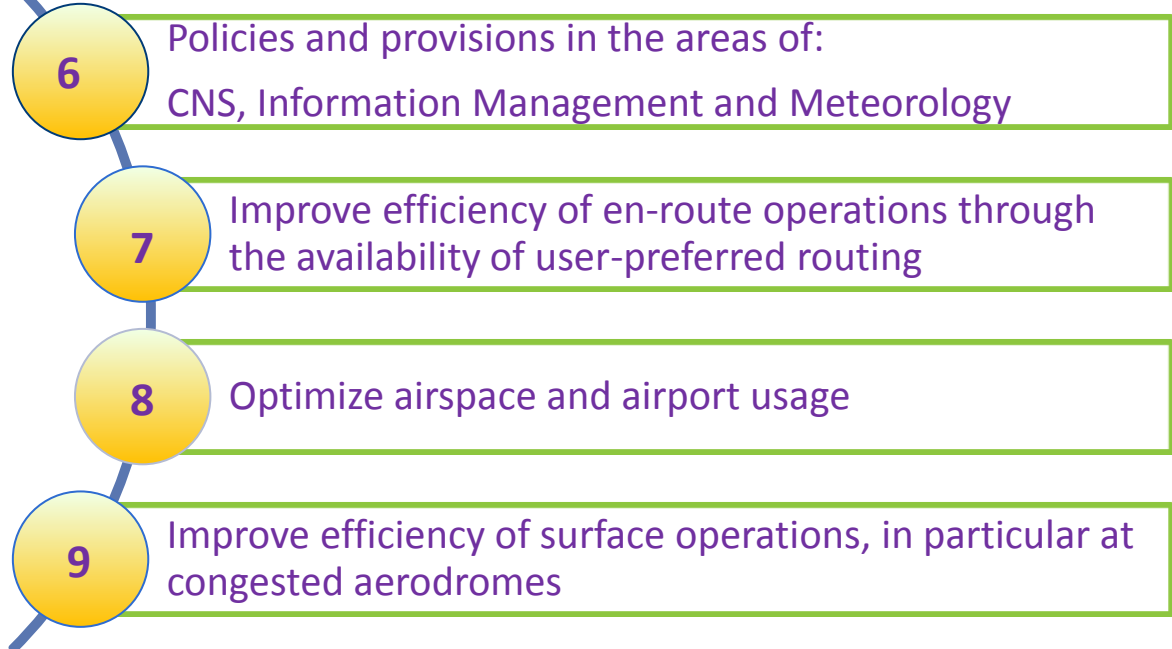 6
Policies and provisions in the areas of:
CNS, Information Management and Meteorology
7
Improve efficiency of en-route operations through
the availability of user-preferred routing
8
Optimize airspace and airport usage
9
Improve efficiency of surface operations, in particular at
congested aerodromes